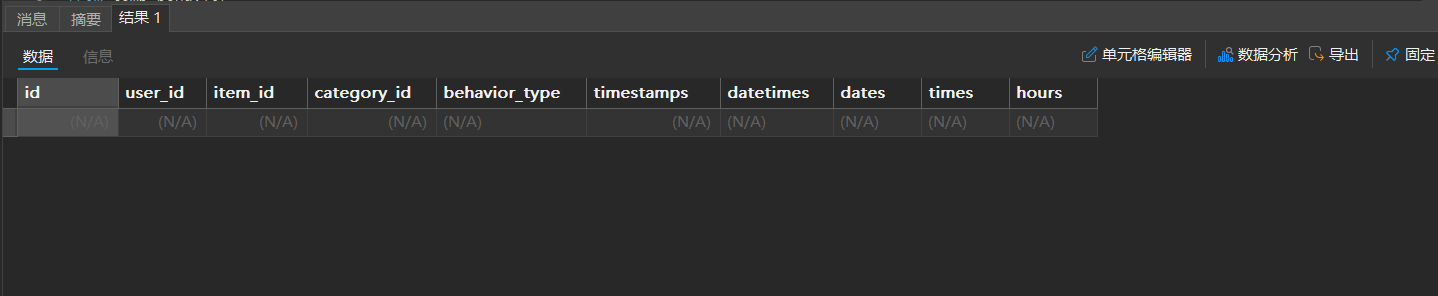 消息 摘要 结果 1
数据 信息 单元格编辑器 数据分析 导出 固定
id user_id item_id category_id behavior_type timestamps datetimes dates times hours
(N/A) (N/A) (N/A) (N/A) (N/A) (N/A) (N/A) (N/A) (N/A) (N/A)